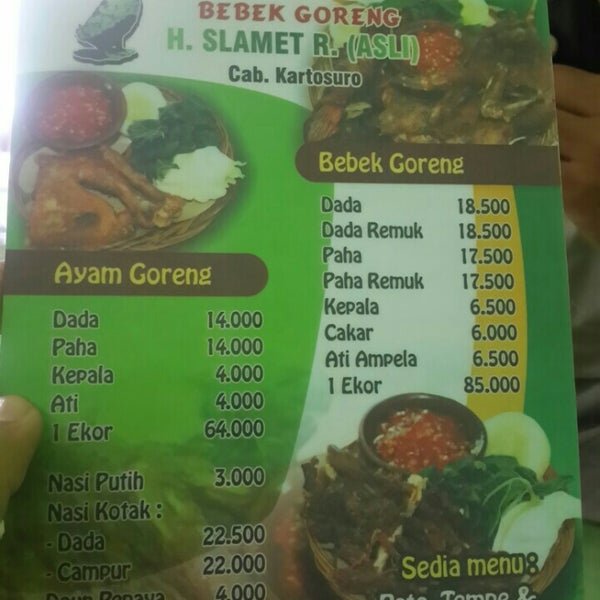 BEBEK GORENG
H. SLAMET R. (ASLI)
Cab. Kartosuro
Ayam Goreng
Dada 14.000
Paha 14.000
Kepala 4.000
Ati 4.000
1 Ekor 64.000
Nasi Putih 3.000
Nasi Kotak :
- Dada 22.500
- Campur 22.000
Daun Pepaya 4.000
Bebek Goreng
Dada 18.500
Dada Remuk 18.500
Paha 17.500
Paha Remuk 17.500
Kepala 6.500
Cakar 6.000
Ati Ampela 6.500
1 Ekor 85.000
Sedia menu :
Pete, Tempe &